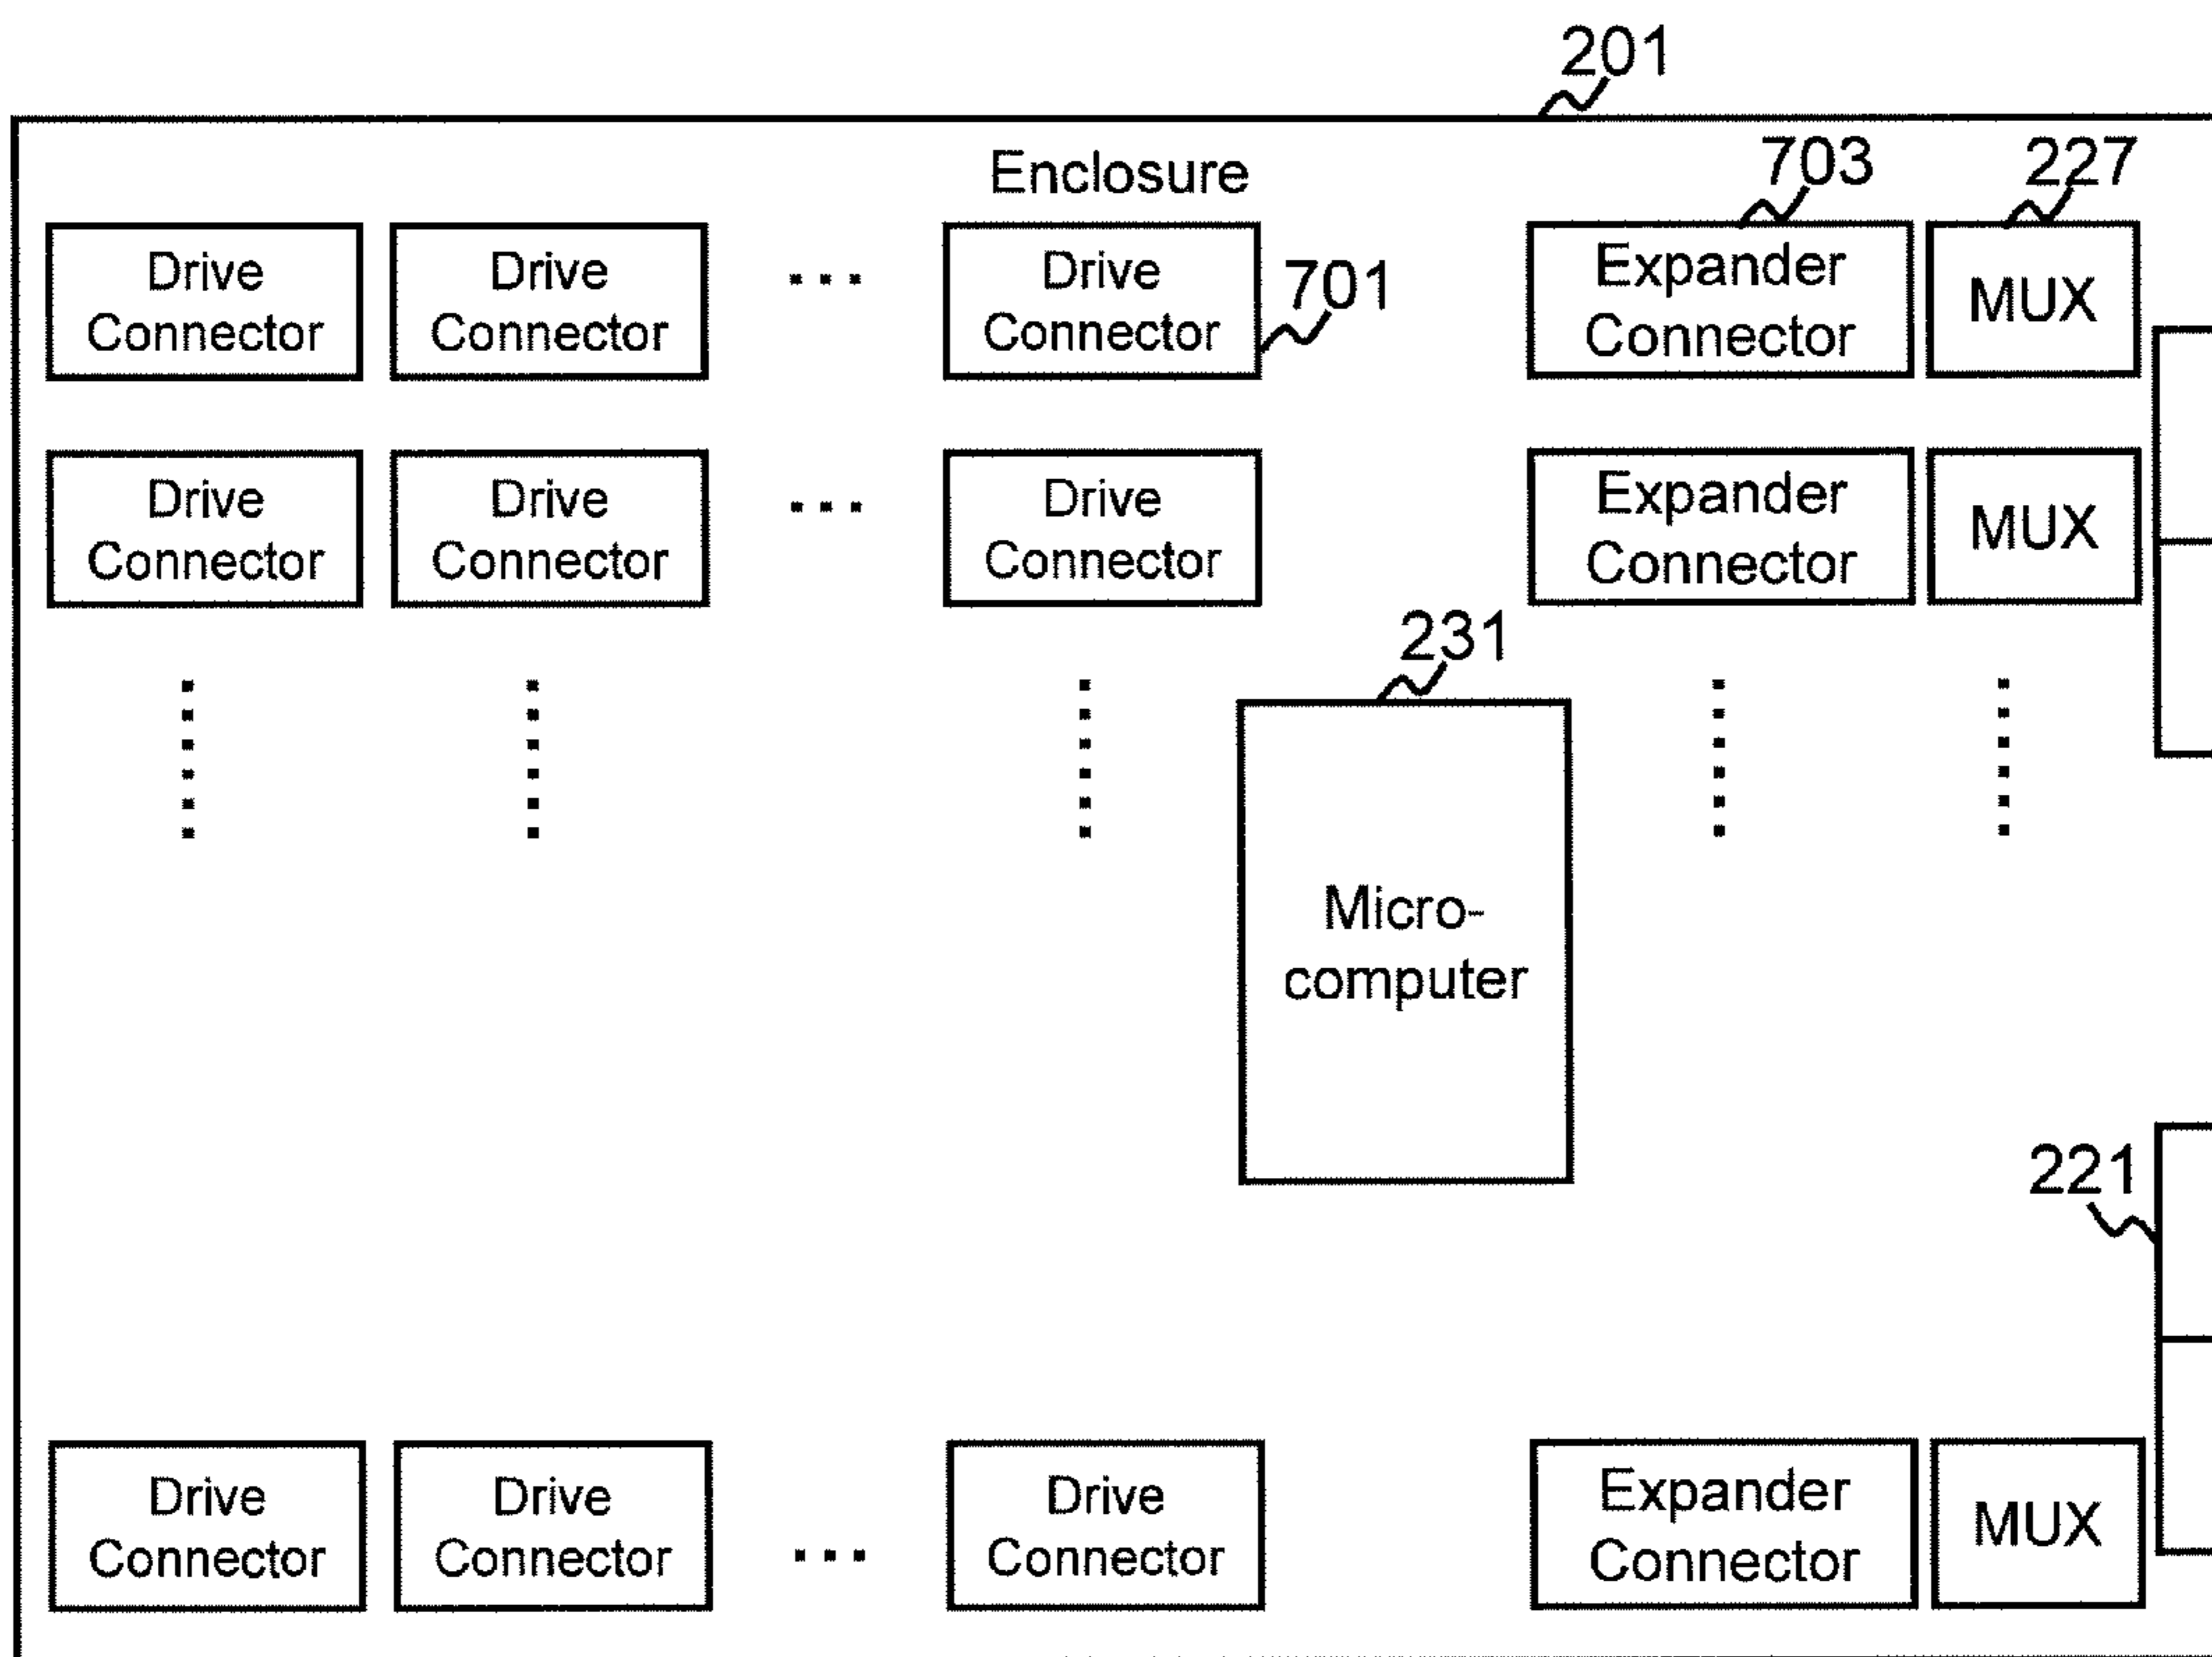 201
Enclosure
703
227
Drive
Connector
Drive
Connector
...
Drive
Connector
701
Expander
Connector
MUX
Drive
Connector
Drive
Connector
...
Drive
Connector
Expander
Connector
MUX
231
Micro-
computer
221
Drive
Connector
Drive
Connector
...
Drive
Connector
Expander
Connector
MUX